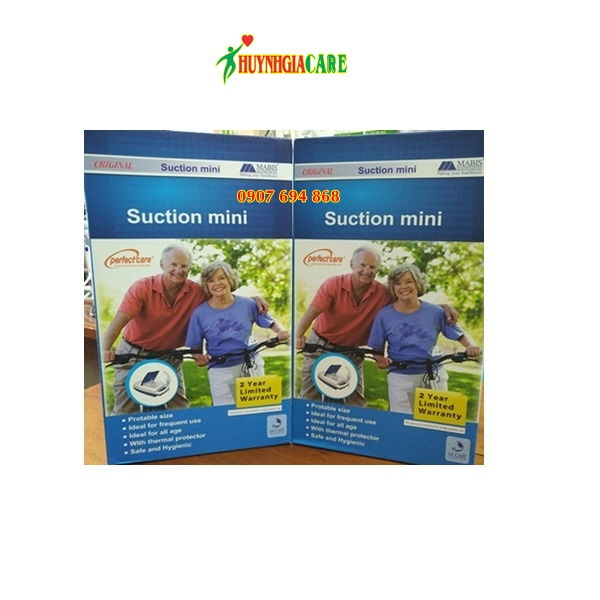 HUYNHGIACARE
ORIGINAL Suction mini MABIS
0907 694 868
Suction mini
perfectcare
2 Year
Limited
Warranty
• Protable size
• Ideal for frequent use
• Ideal for all age
• With thermal protector
• Safe and Hygienic
M CARE
ORIGINAL Suction mini MABIS
Suction mini
perfectcare
2 Year
Limited
Warranty
• Protable size
• Ideal for frequent use
• Ideal for all age
• With thermal protector
• Safe and Hygienic
M CARE